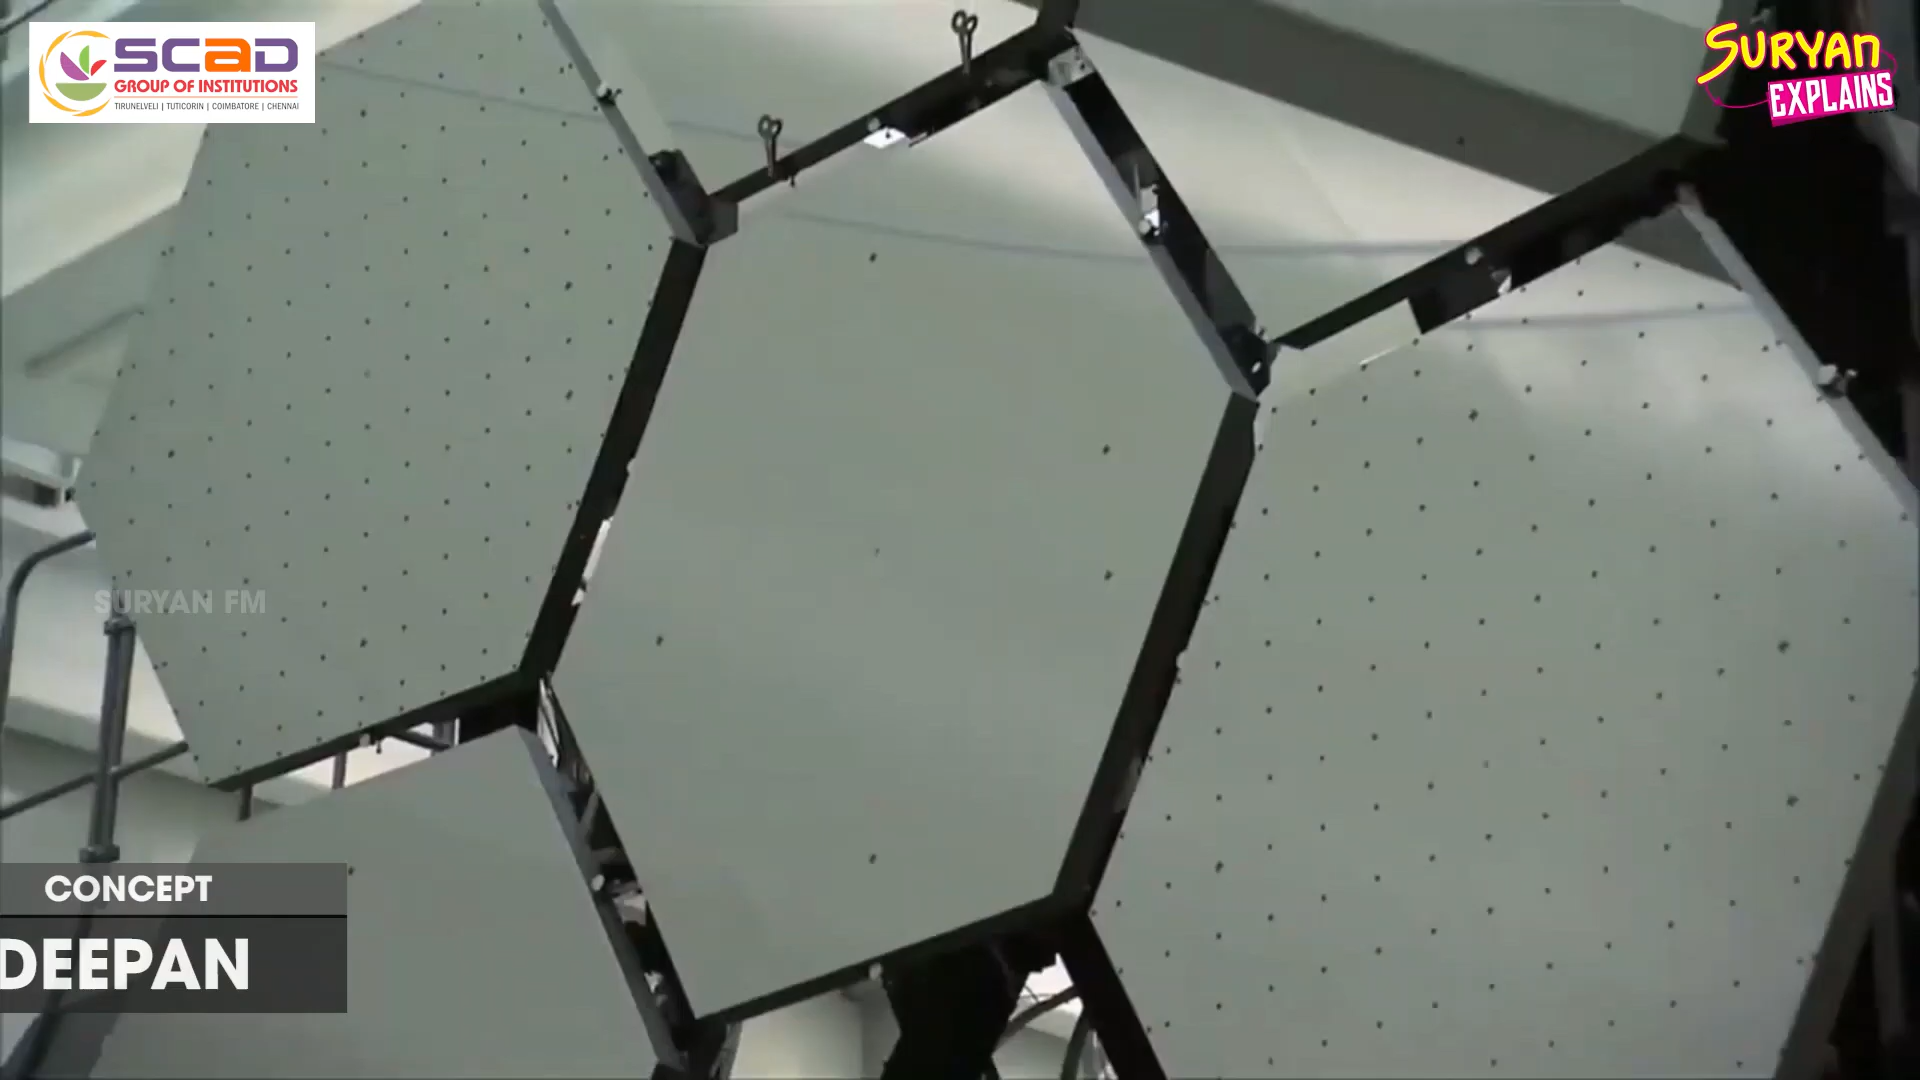 SCAD
GROUP OF INSTITUTIONS
TIRUNELVELI | TUTICORIN | COIMBATORE | CHENNAI
SURYAN
EXPLAINS
SURYAN FM
CONCEPT
DEEPAN